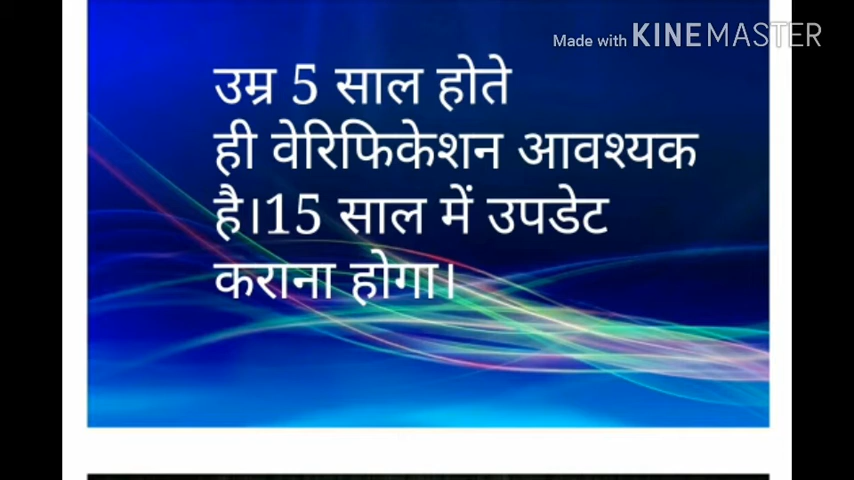 Made with KINEMASTER
उम्र 5 साल होते
ही वेरिफिकेशन आवश्यक
है।15 साल में उपडेट
कराना होगा।